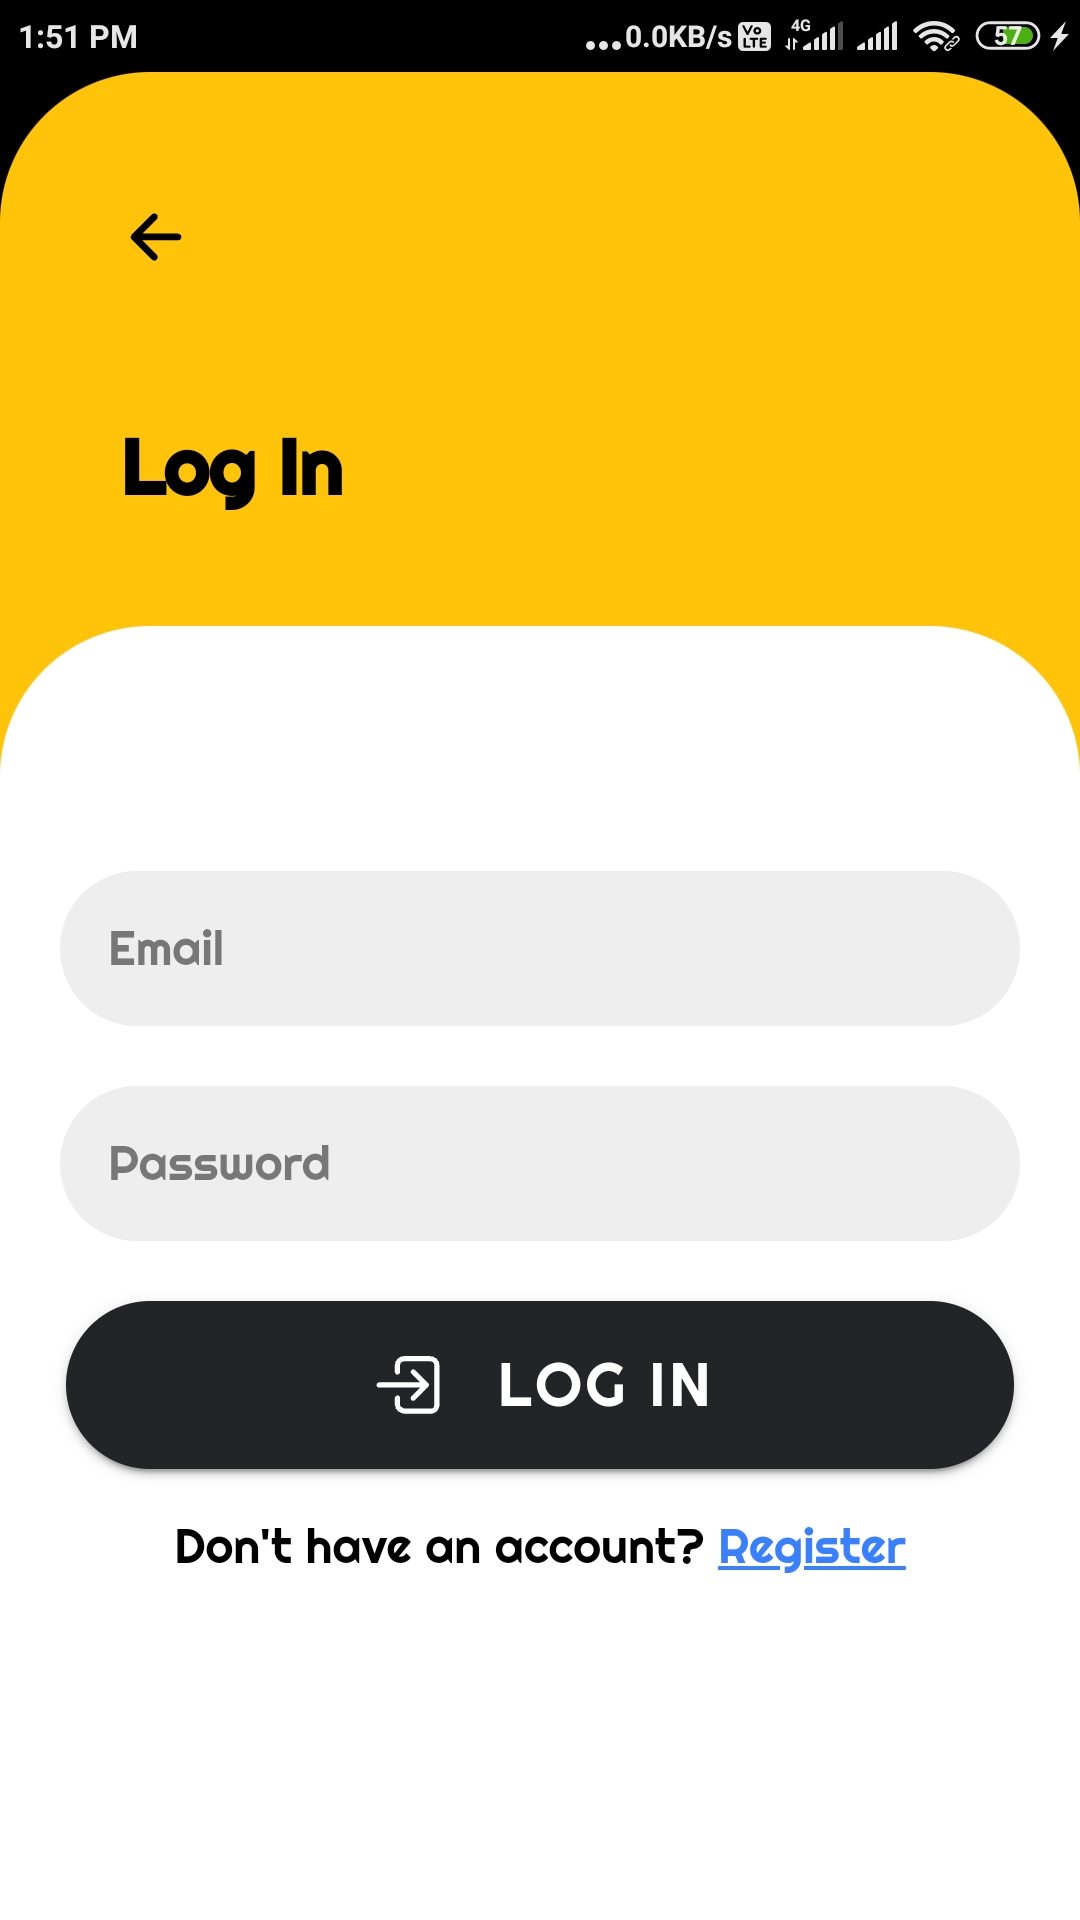 1:51 PM ...0.0KB/s Vo LTE 4G 57
Log In
Email
Password
LOG IN
Don't have an account? Register